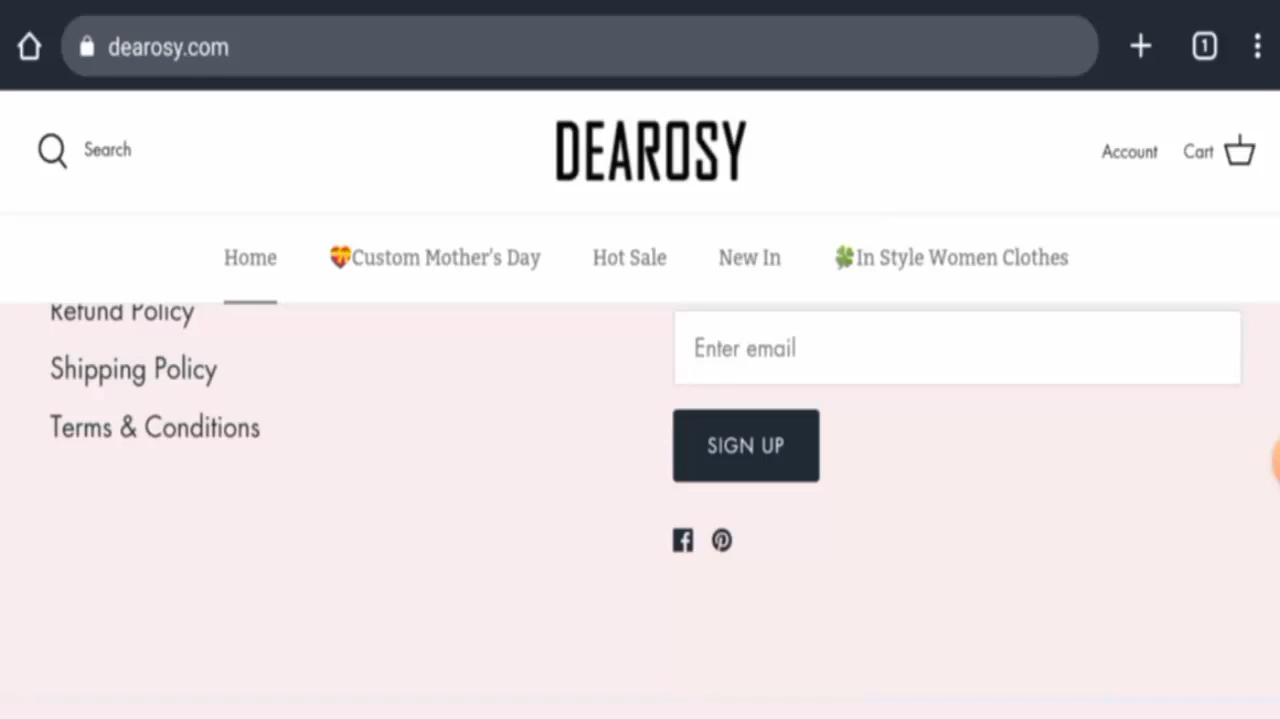 dearosy.com
1
Search
DEAROSY
Account Cart
Home 💝Custom Mother's Day Hot Sale New In 🍀In Style Women Clothes
Refund Policy
Enter email
Shipping Policy
Terms & Conditions
SIGN UP